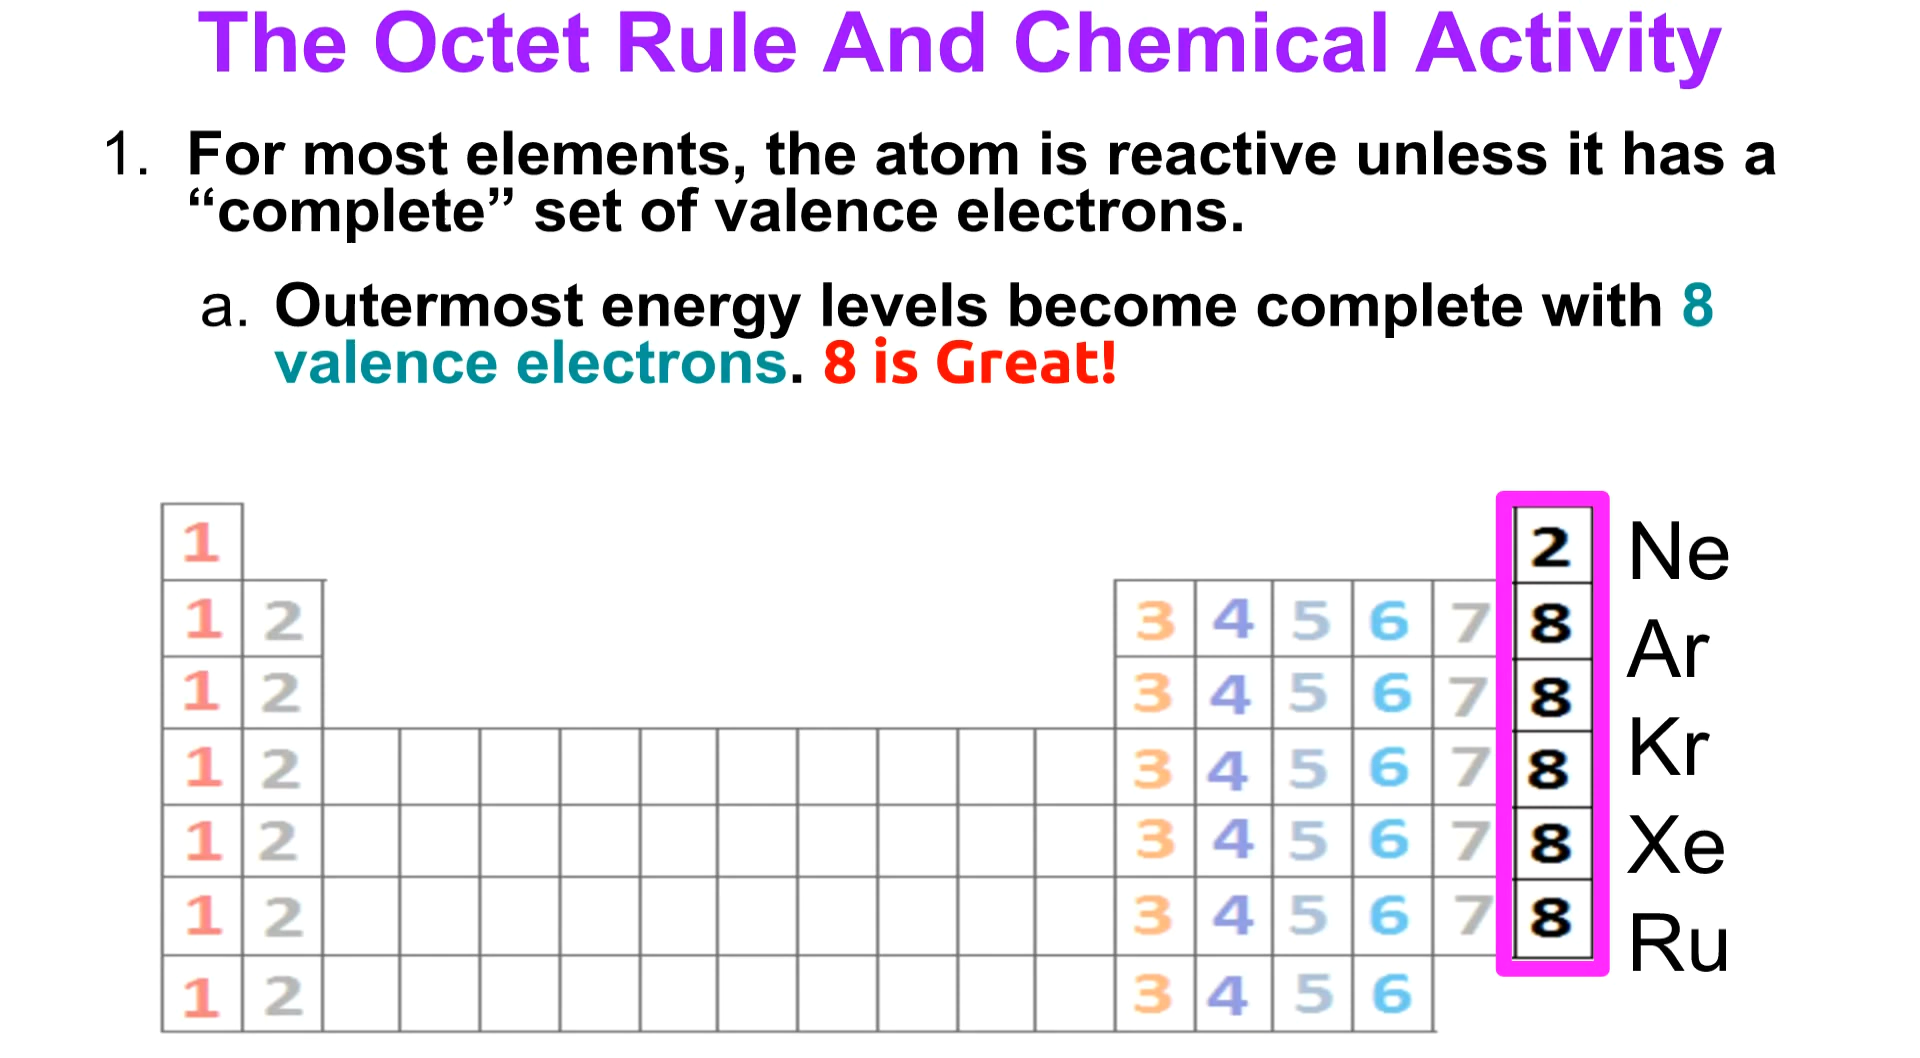 The Octet Rule And Chemical Activity
1. For most elements, the atom is reactive unless it has a
“complete” set of valence electrons.
a. Outermost energy levels become complete with 8
valence electrons. 8 is Great!
1 2 Ne
1 2 3 4 5 6 7 8 Ar
1 2 3 4 5 6 7 8
1 2 3 4 5 6 7 8 Kr
1 2 3 4 5 6 7 8 Xe
1 2 3 4 5 6 7 8 Ru
1 2 3 4 5 6